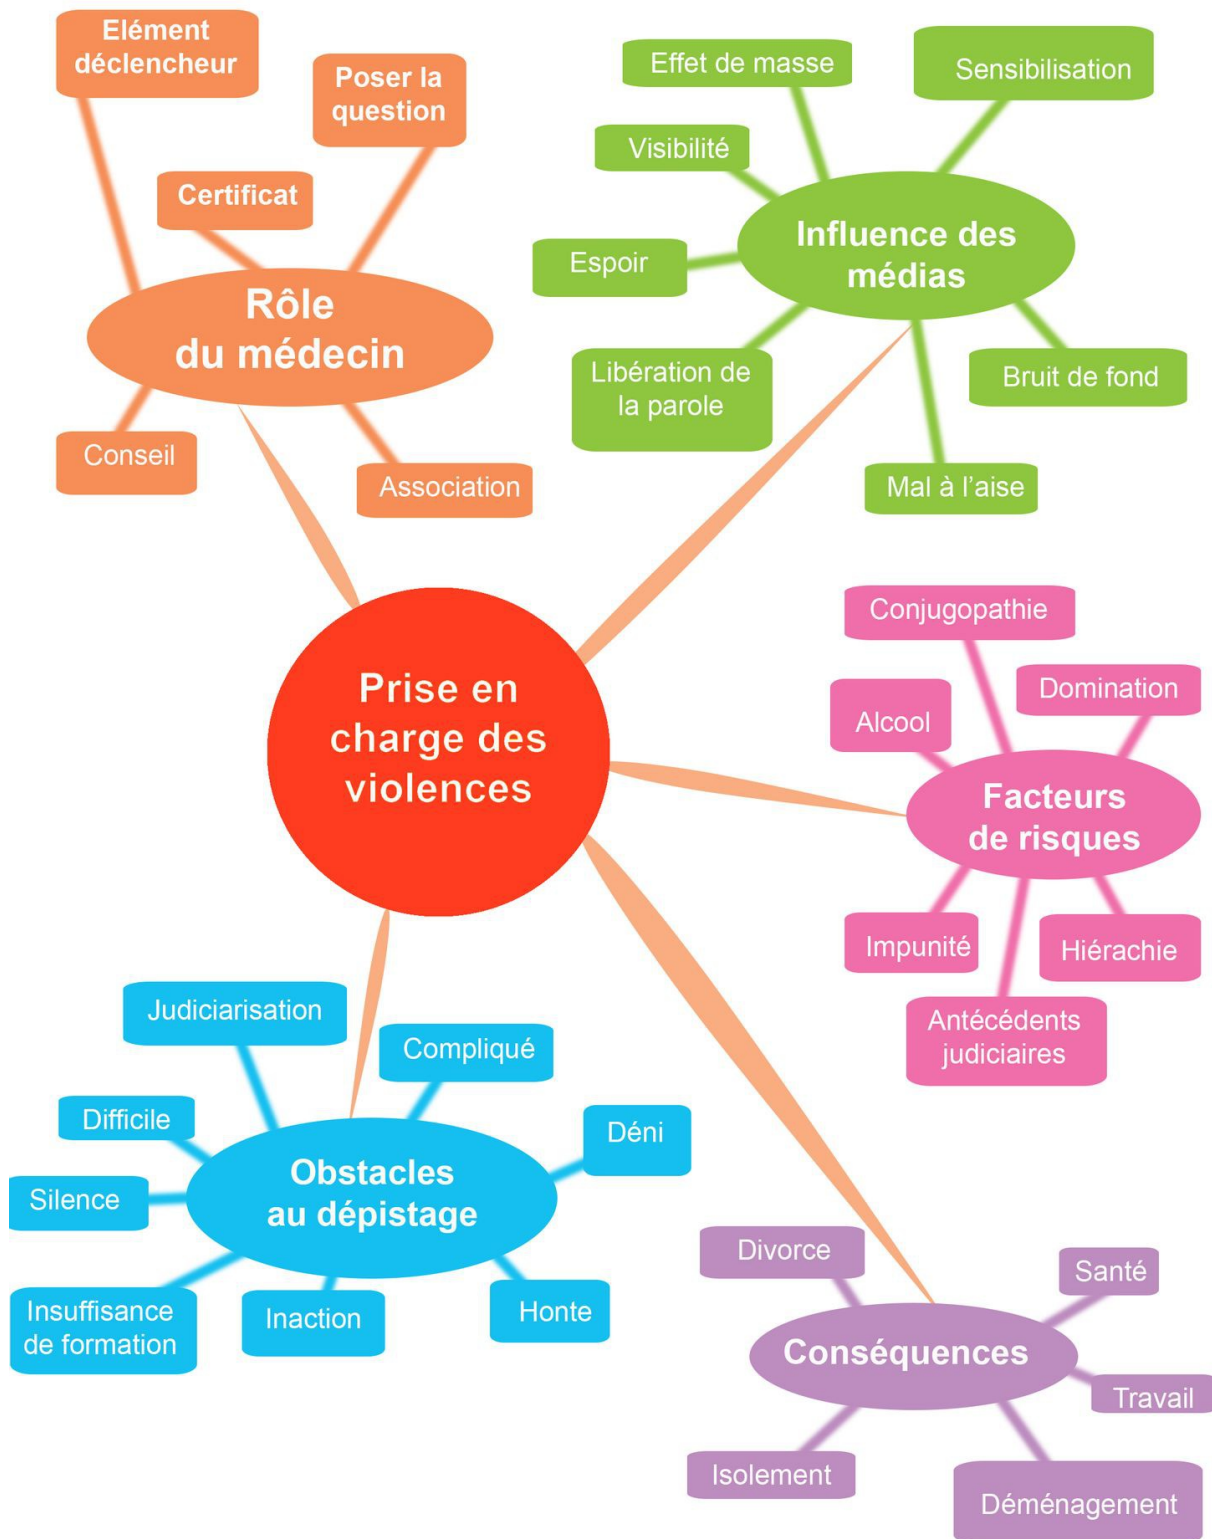 Elément
déclencheur
Poser la
question
Certificat
Rôle
du médecin
Conseil
Association
Effet de masse
Sensibilisation
Visibilité
Influence des
médias
Espoir
Libération de
la parole
Bruit de fond
Mal à l'aise
Prise en
charge des
violences
Conjugopathie
Domination
Alcool
Facteurs
de risques
Impunité
Hiérachie
Antécédents
judiciaires
Judiciarisation
Compliqué
Difficile
Déni
Obstacles
au dépistage
Silence
Insuffisance
de formation
Inaction
Honte
Divorce
Santé
Conséquences
Travail
Isolement
Déménagement